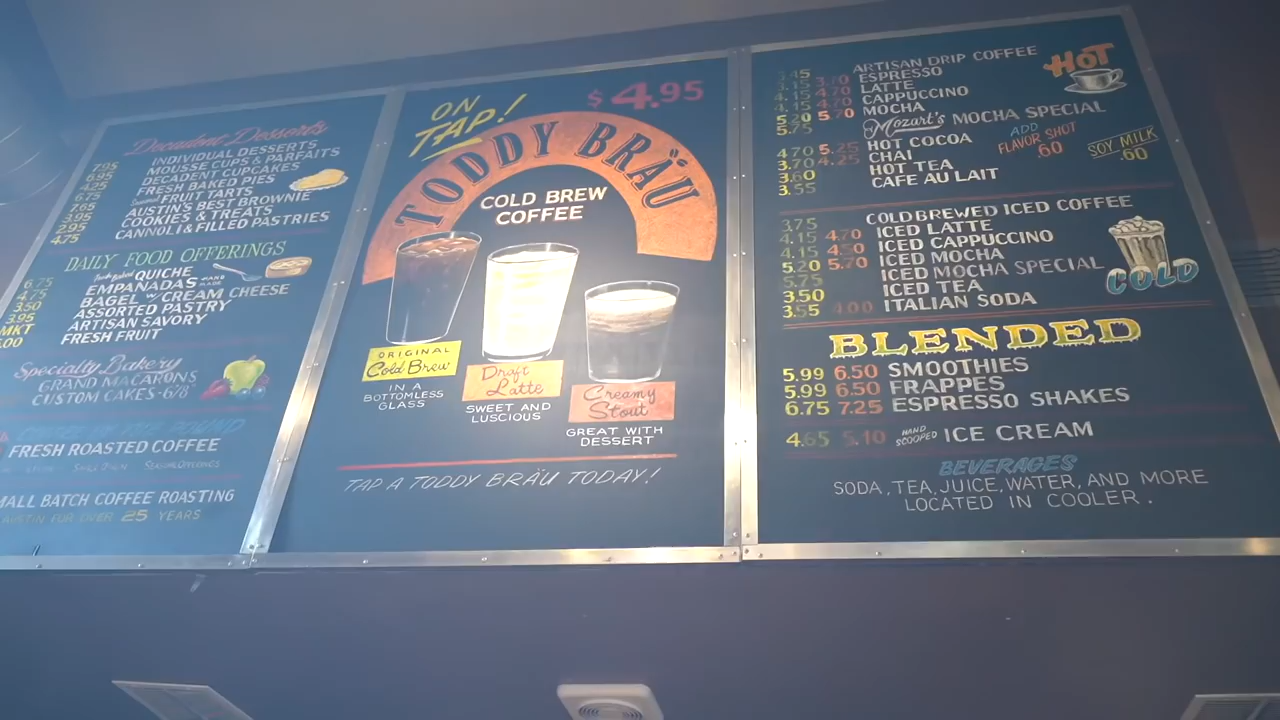 Decadent Desserts
7.95 INDIVIDUAL DESSERTS
6.95 MOUSSE CUPS & PARFAITS
4.25 DECADENT CUPCAKES
6.75 FRESH BAKED PIES
7.65 FRUIT TARTS
3.95 AUSTIN'S BEST BROWNIE
2.95 COOKIES & TREATS
4.75 CANNOLI & FILLED PASTRIES
DAILY FOOD OFFERINGS
6.75 QUICHE
4.75 EMPANADAS HAND MADE
3.50 BAGEL W/ CREAM CHEESE
3.95 ASSORTED PASTRY
MKT ARTISAN SAVORY
.00 FRESH FRUIT
Specialty Bakery
GRAND MACARONS
CUSTOM CAKES
FRESH ROASTED COFFEE
MALL BATCH COFFEE ROASTING
AUSTIN FOR OVER 25 YEARS
ON TAP!
$4.95
TODDY BRÄU
COLD BREW
COFFEE
ORIGINAL
Cold Brew
IN A
BOTTOMLESS
GLASS
Draft
Latte
SWEET AND
LUSCIOUS
Creamy
Stout
GREAT WITH
DESSERT
TAP A TODDY BRÄU TODAY!
HOT
ARTISAN DRIP COFFEE
3.15 3.70 ESPRESSO
4.15 4.70 LATTE
4.15 4.70 CAPPUCCINO
5.20 5.70 MOCHA
5.75 Mozart's MOCHA SPECIAL
4.70 5.25 HOT COCOA
3.70 4.25 CHAI
3.60 HOT TEA
3.55 CAFE AU LAIT
ADD
FLAVOR SHOT
.60
SOY MILK
.60
3.75 COLD BREWED ICED COFFEE
4.15 4.70 ICED LATTE
4.15 4.50 ICED CAPPUCCINO
5.20 5.70 ICED MOCHA
5.75 ICED MOCHA SPECIAL
3.50 ICED TEA
3.55 4.00 ITALIAN SODA
COLD
BLENDED
5.99 6.50 SMOOTHIES
5.99 6.50 FRAPPES
6.75 7.25 ESPRESSO SHAKES
4.65 5.10 HAND SCOOPED ICE CREAM
BEVERAGES
SODA, TEA, JUICE, WATER, AND MORE
LOCATED IN COOLER.